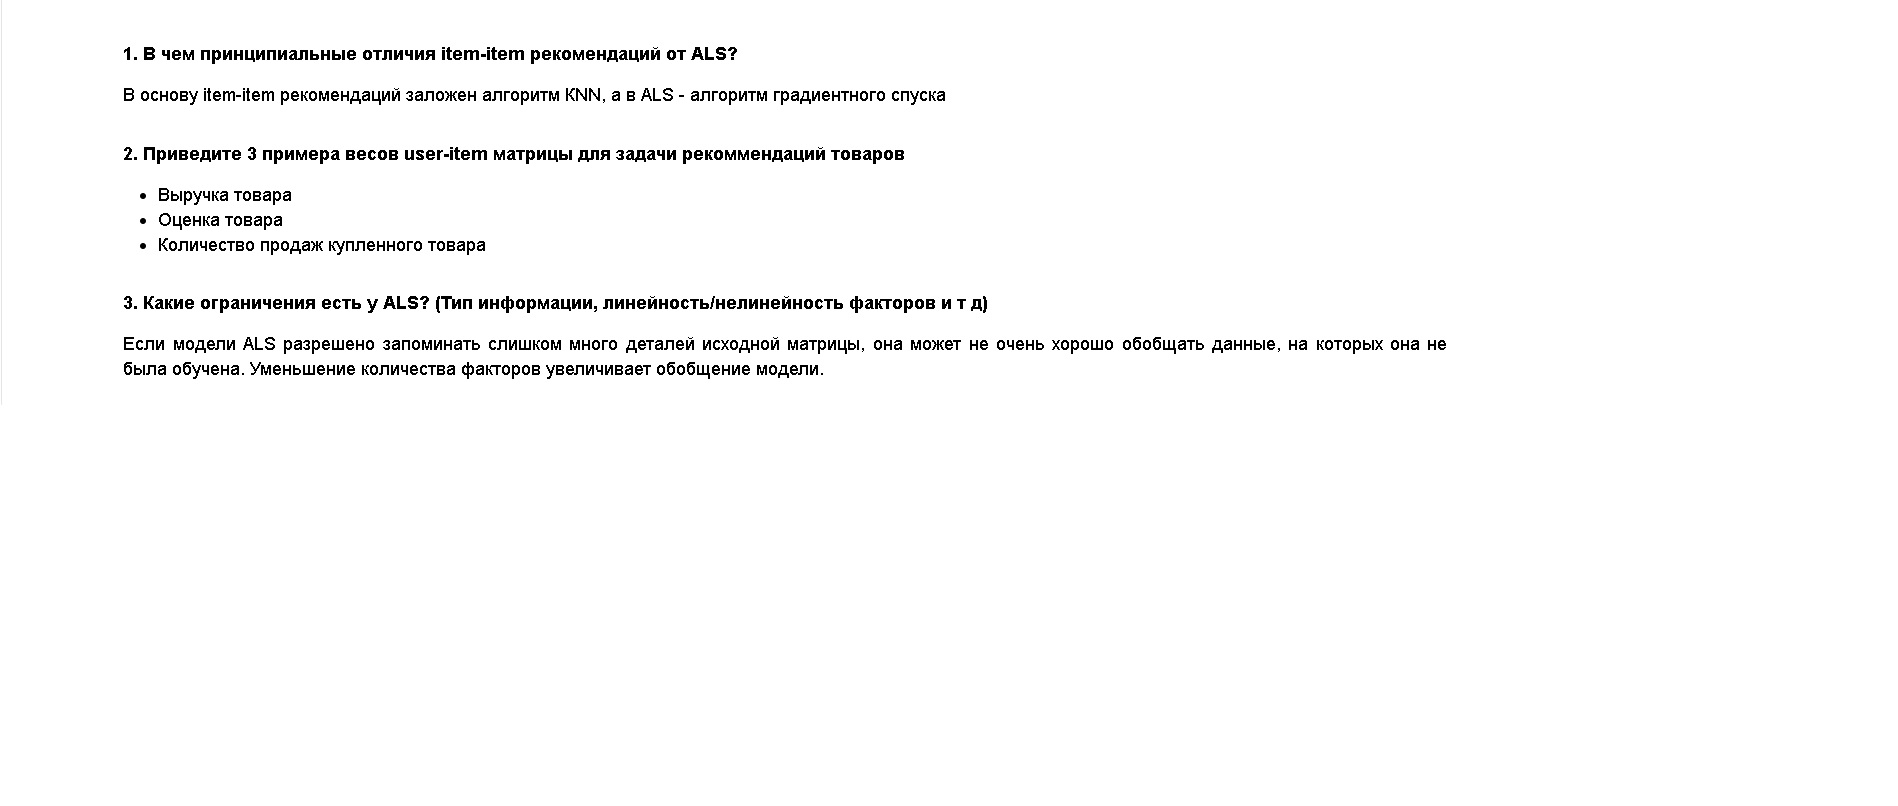 1. В чем принципиальные отличия item-item рекомендаций от ALS?
В основу item-item рекомендаций заложен алгоритм KNN, а в ALS - алгоритм градиентного спуска
2. Приведите 3 примера весов user-item матрицы для задачи рекоммендаций товаров
• Выручка товара
• Оценка товара
• Количество продаж купленного товара
3. Какие ограничения есть у ALS? (Тип информации, линейность/нелинейность факторов и т д)
Если модели ALS разрешено запоминать слишком много деталей исходной матрицы, она может не очень хорошо обобщать данные, на которых она не
была обучена. Уменьшение количества факторов увеличивает обобщение модели.